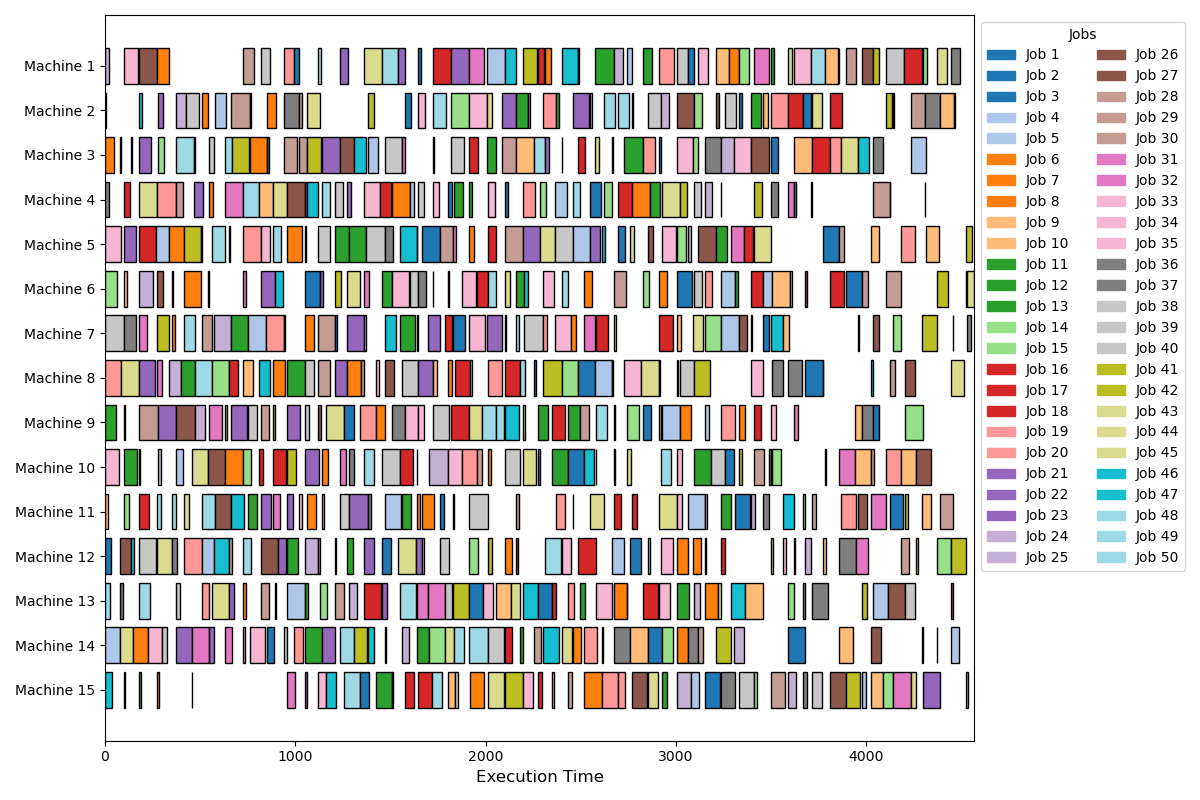 Machine 1
Machine 2
Machine 3
Machine 4
Machine 5
Machine 6
Machine 7
Machine 8
Machine 9
Machine 10
Machine 11
Machine 12
Machine 13
Machine 14
Machine 15
0 1000 2000 3000 4000
Execution Time
Jobs
Job 1 Job 26
Job 2 Job 27
Job 3 Job 28
Job 4 Job 29
Job 5 Job 30
Job 6 Job 31
Job 7 Job 32
Job 8 Job 33
Job 9 Job 34
Job 10 Job 35
Job 11 Job 36
Job 12 Job 37
Job 13 Job 38
Job 14 Job 39
Job 15 Job 40
Job 16 Job 41
Job 17 Job 42
Job 18 Job 43
Job 19 Job 44
Job 20 Job 45
Job 21 Job 46
Job 22 Job 47
Job 23 Job 48
Job 24 Job 49
Job 25 Job 50